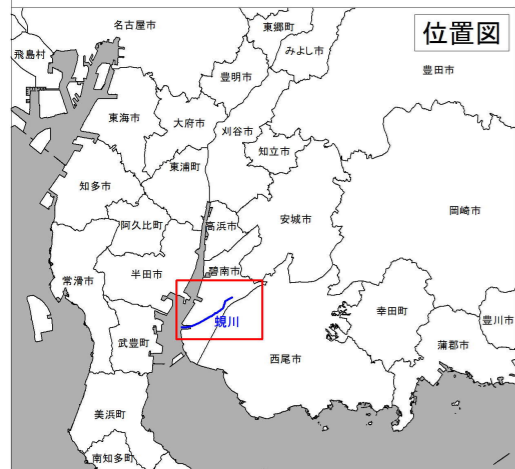 位置図
名古屋市
東郷町
みよし市
飛島村
豊明市
豊田市
東海市
大府市
刈谷市
知立市
東浦町
知多市
岡崎市
阿久比町
高浜市
安城市
常滑市
半田市
碧南市
幸田町
豊川市
蜆川
武豊町
蒲郡市
西尾市
美浜町
南知多町